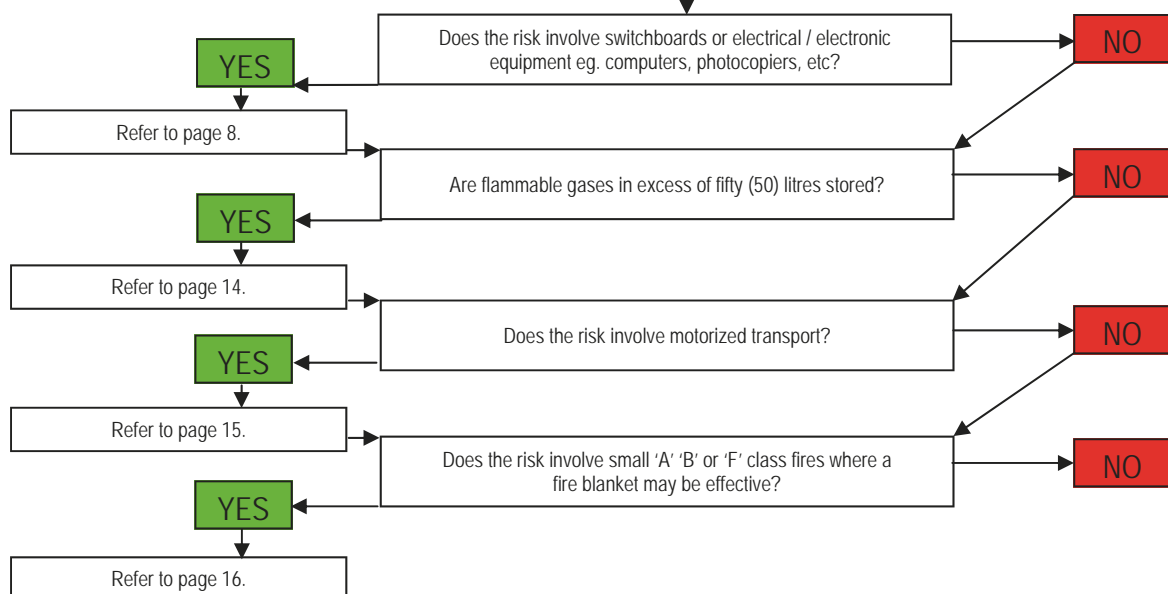 Does the risk involve switchboards or electrical / electronic
equipment eg. computers, photocopiers, etc?
NO
YES
Refer to page 8.
Are flammable gases in excess of fifty (50) litres stored?
NO
YES
Refer to page 14.
Does the risk involve motorized transport?
NO
YES
Refer to page 15.
Does the risk involve small ‘A’ ‘B’ or ‘F’ class fires where a
fire blanket may be effective?
NO
YES
Refer to page 16.